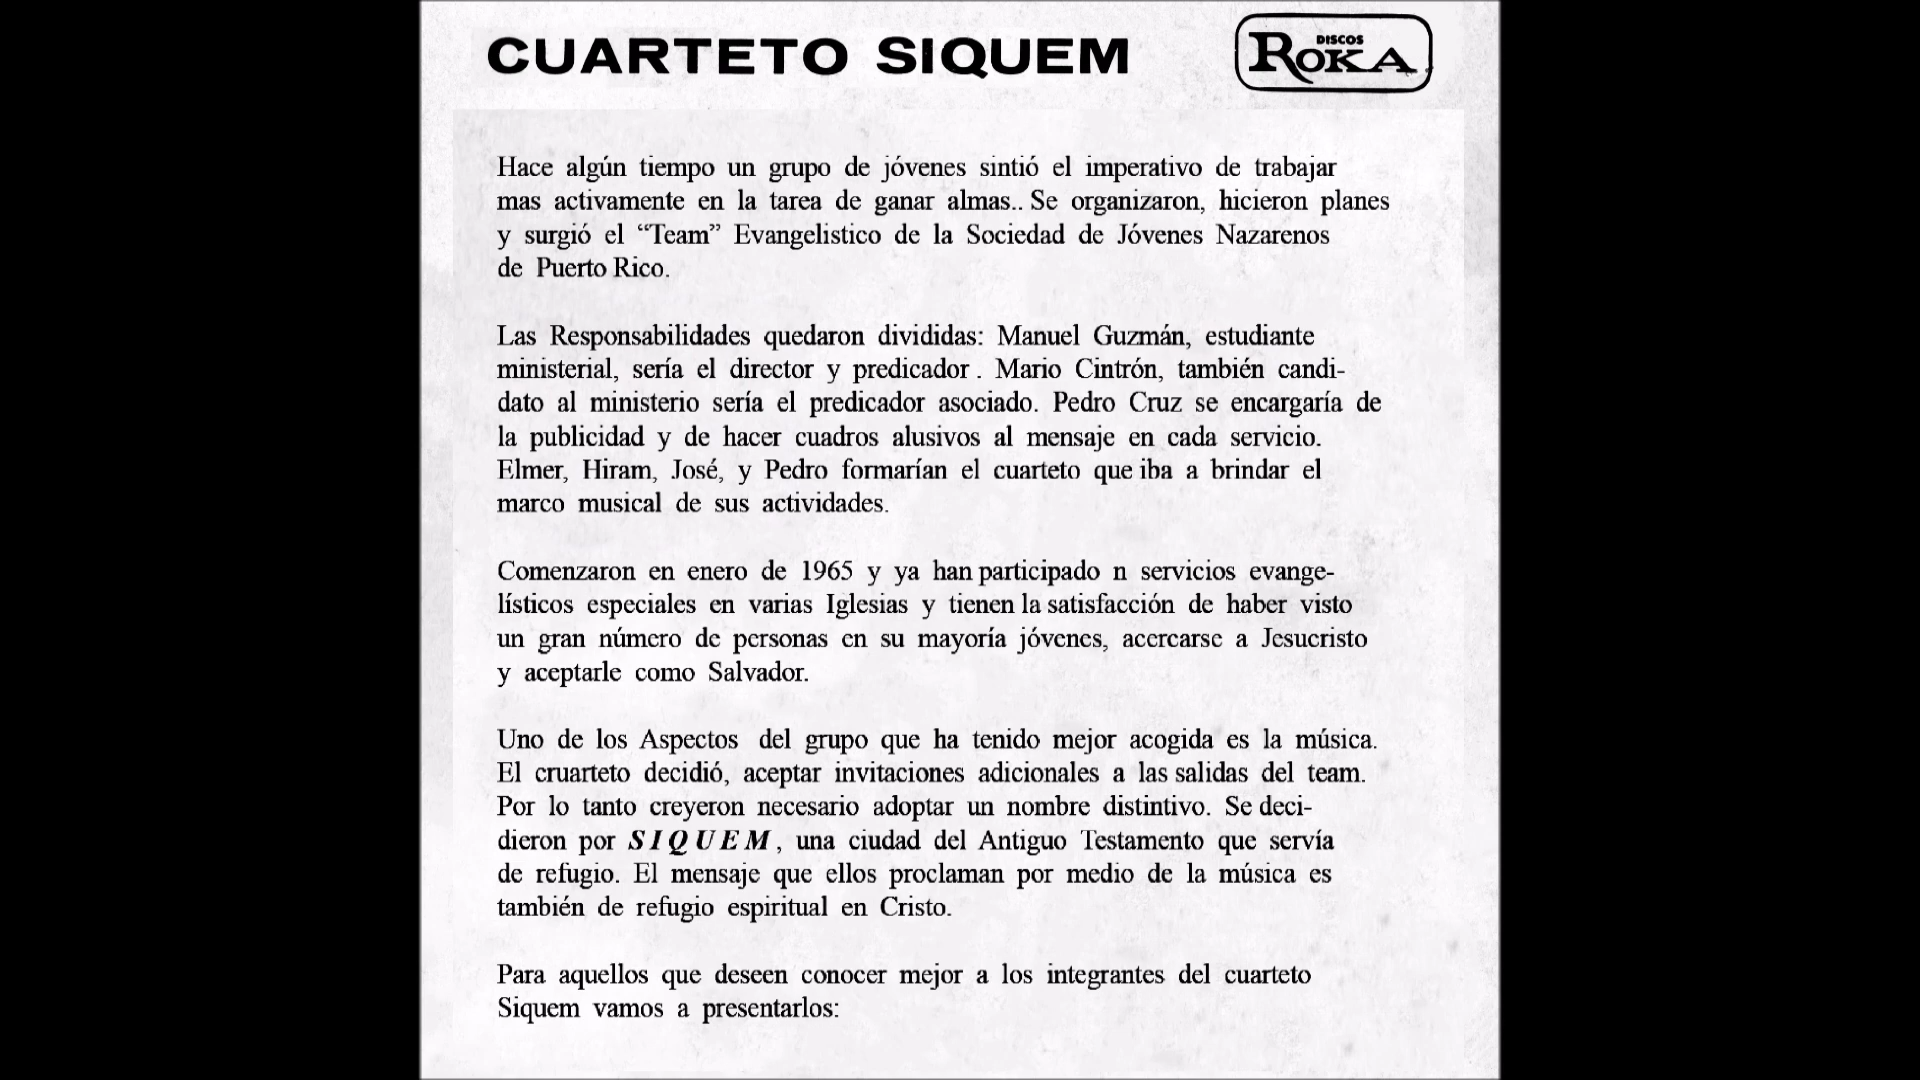 CUARTETO SIQUEM
DISCOS
ROKA
Hace algún tiempo un grupo de jóvenes sintió el imperativo de trabajar
mas activamente en la tarea de ganar almas.. Se organizaron, hicieron planes
y surgió el “Team” Evangelistico de la Sociedad de Jóvenes Nazarenos
de Puerto Rico.
Las Responsabilidades quedaron divididas: Manuel Guzmán, estudiante
ministerial, sería el director y predicador . Mario Cintrón, también candi-
dato al ministerio sería el predicador asociado. Pedro Cruz se encargaría de
la publicidad y de hacer cuadros alusivos al mensaje en cada servicio.
Elmer, Hiram, José, y Pedro formarían el cuarteto que iba a brindar el
marco musical de sus actividades.
Comenzaron en enero de 1965 y ya han participado n servicios evange-
lísticos especiales en varias Iglesias y tienen la satisfacción de haber visto
un gran número de personas en su mayoría jóvenes, acercarse a Jesucristo
y aceptarle como Salvador.
Uno de los Aspectos del grupo que ha tenido mejor acogida es la música.
El cruarteto decidió, aceptar invitaciones adicionales a las salidas del team.
Por lo tanto creyeron necesario adoptar un nombre distintivo. Se deci-
dieron por SIQUEM, una ciudad del Antiguo Testamento que servía
de refugio. El mensaje que ellos proclaman por medio de la música es
también de refugio espiritual en Cristo.
Para aquellos que deseen conocer mejor a los integrantes del cuarteto
Siquem vamos a presentarlos: